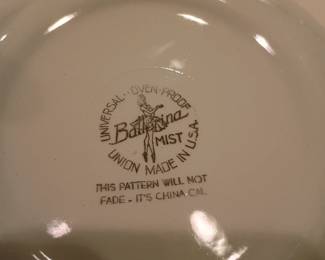 UNIVERSAL · OVEN-PROOF
Ballerina
MIST
UNION MADE IN U.S.A.
THIS PATTERN WILL NOT
FADE - IT'S CHINA CAL